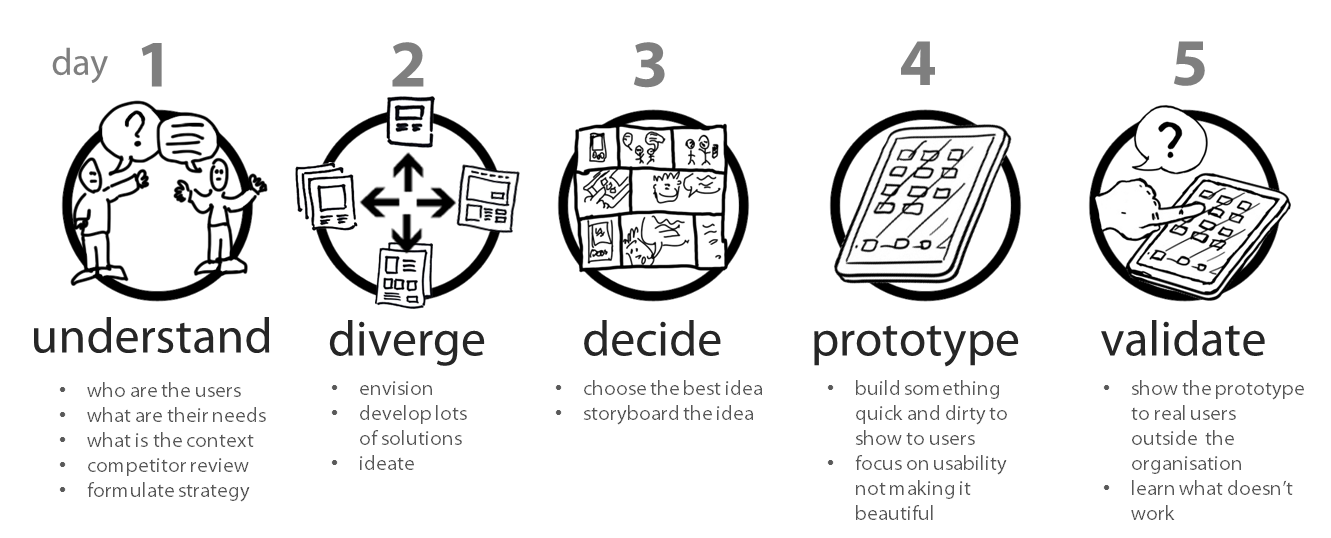 day 1
2
3
4
5
?
?
understand
• who are the users
• what are their needs
• what is the context
• competitor review
• formulate strategy
diverge
• envision
• develop lots
of solutions
• ideate
decide
• choose the best idea
• storyboard the idea
prototype
• build something
quick and dirty to
show to users
• focus on usability
not making it
beautiful
validate
• show the prototype
to real users
outside the
organisation
• learn what doesn't
work